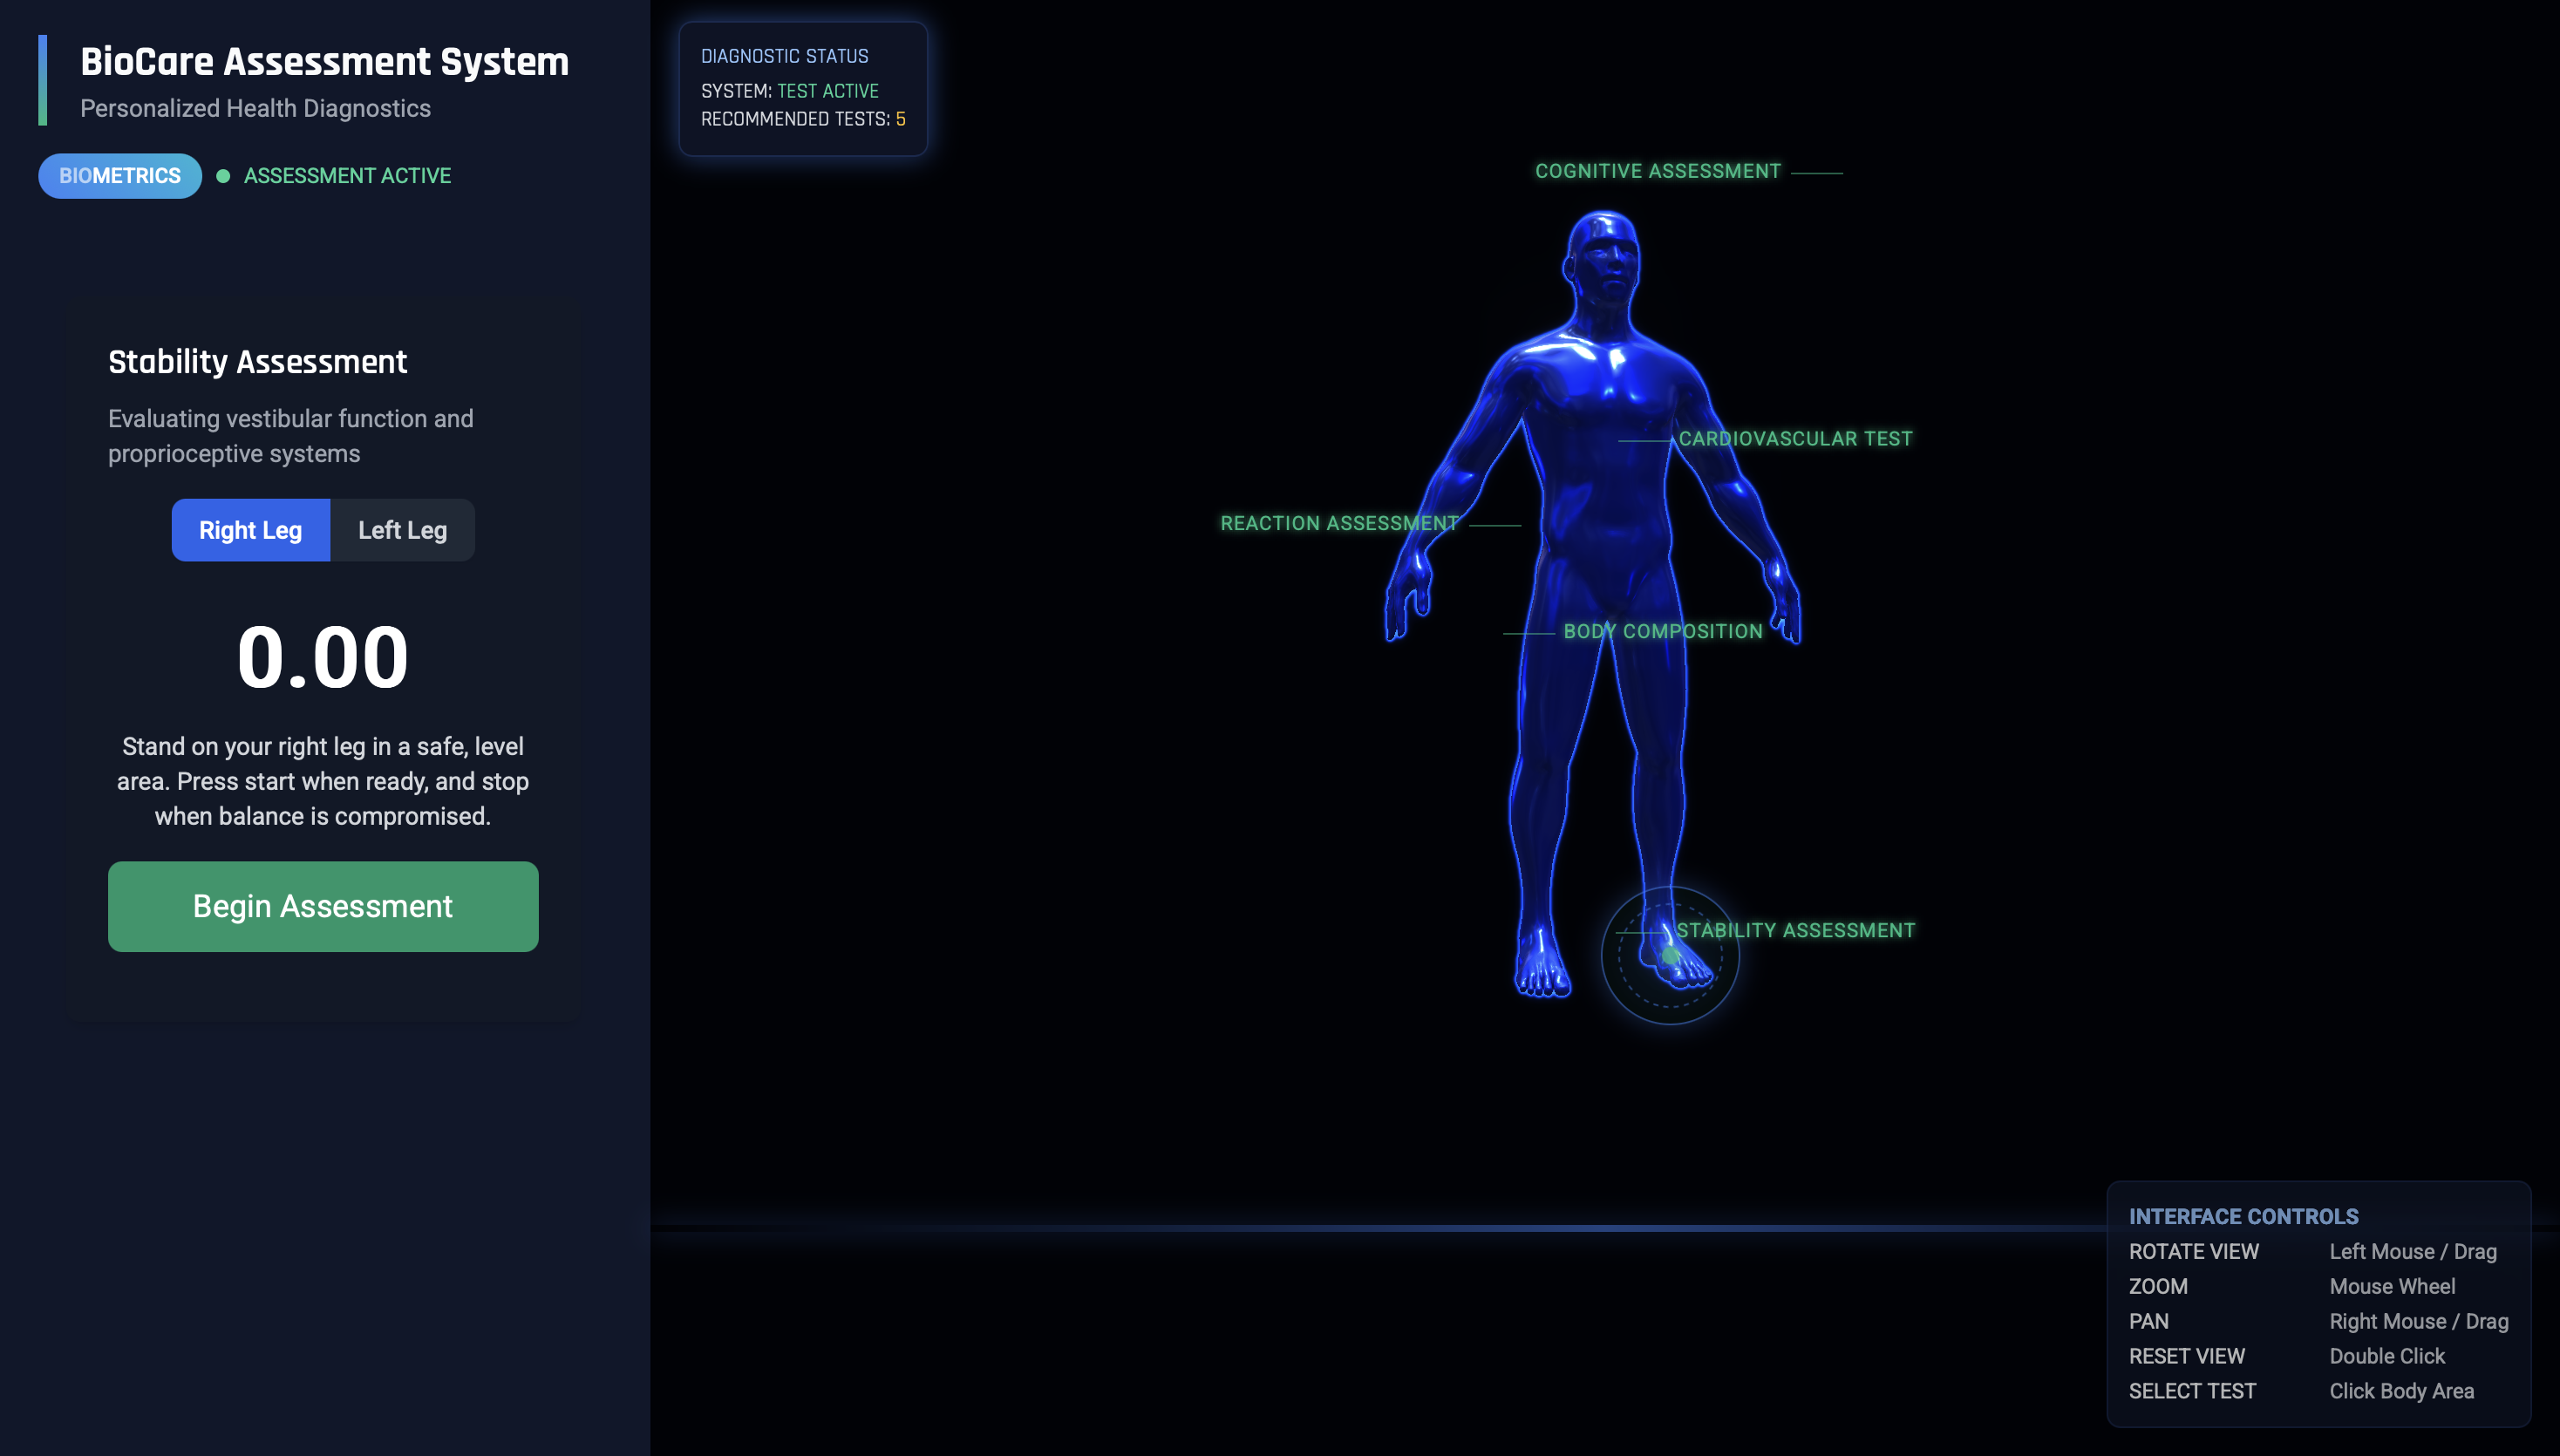 BioCare Assessment System
Personalized Health Diagnostics
BIOMETRICS
ASSESSMENT ACTIVE
Stability Assessment
Evaluating vestibular function and
proprioceptive systems
Right Leg
Left Leg
0.00
Stand on your right leg in a safe, level
area. Press start when ready, and stop
when balance is compromised.
Begin Assessment
DIAGNOSTIC STATUS
SYSTEM: TEST ACTIVE
RECOMMENDED TESTS: 5
COGNITIVE ASSESSMENT
CARDIOVASCULAR TEST
REACTION ASSESSMENT
BODY COMPOSITION
STABILITY ASSESSMENT
INTERFACE CONTROLS
ROTATE VIEW Left Mouse / Drag
ZOOM Mouse Wheel
PAN Right Mouse / Drag
RESET VIEW Double Click
SELECT TEST Click Body Area